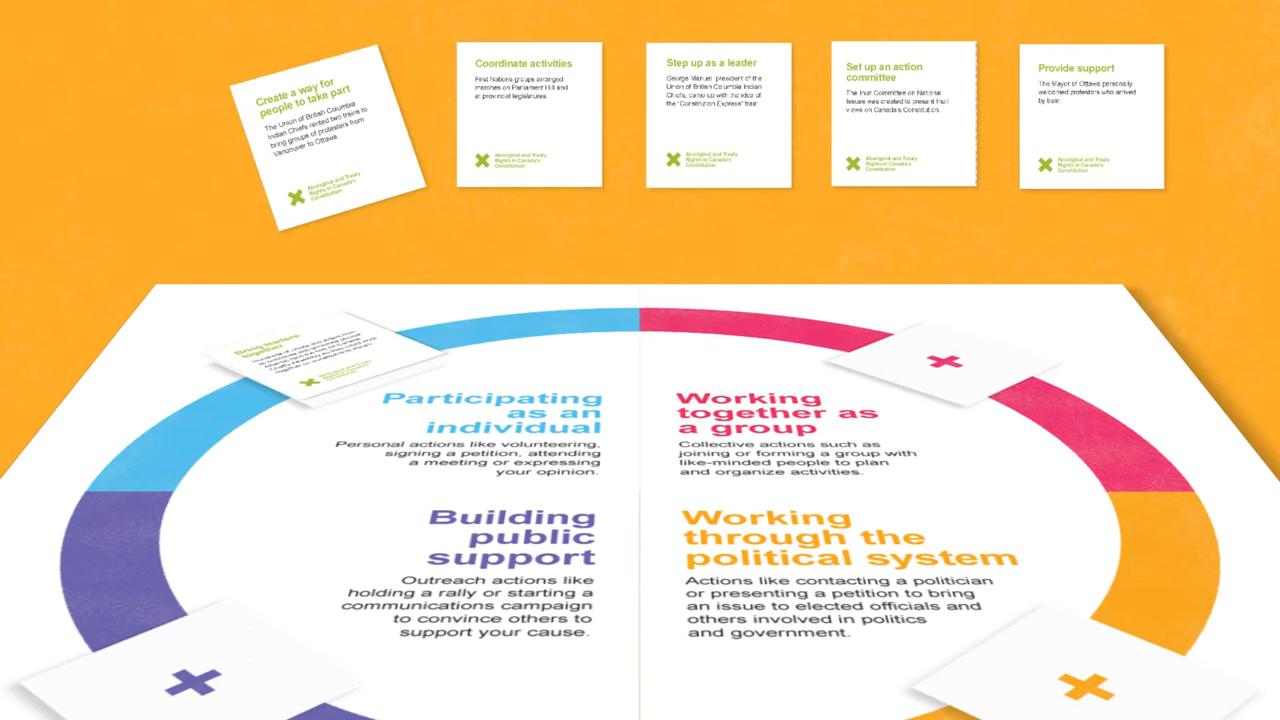 Create a way for
people to take part
The Union of British Columbia
Indian Chiefs rented two trains to
bring groups of protesters from
Vancouver to Ottawa.
Aboriginal and Treaty
Rights in Canada's
Constitution
Coordinate activities
First Nations groups arranged
marches on Parliament Hill and
at provincial legislatures.
Aboriginal and Treaty
Rights in Canada's
Constitution
Step up as a leader
George Manuel, president of the
Union of British Columbia Indian
Chiefs, came up with the idea of
the "Constitution Express" train.
Aboriginal and Treaty
Rights in Canada's
Constitution
Set up an action
committee
The Inuit Committee on National
Issues was created to present Inuit
views on Canada's Constitution.
Aboriginal and Treaty
Rights in Canada's
Constitution
Provide support
The Mayor of Ottawa personally
welcomed protestors who arrived
by train.
Aboriginal and Treaty
Rights in Canada's
Constitution
Bring leaders
together
Participating
as an
individual
Personal actions like volunteering,
signing a petition, attending
a meeting or expressing
your opinion.
Working
together as
a group
Collective actions such as
joining or forming a group with
like-minded people to plan
and organize activities.
Building
public
support
Outreach actions like
holding a rally or starting a
communications campaign
to convince others to
support your cause.
Working
through the
political system
Actions like contacting a politician
or presenting a petition to bring
an issue to elected officials and
others involved in politics
and government.